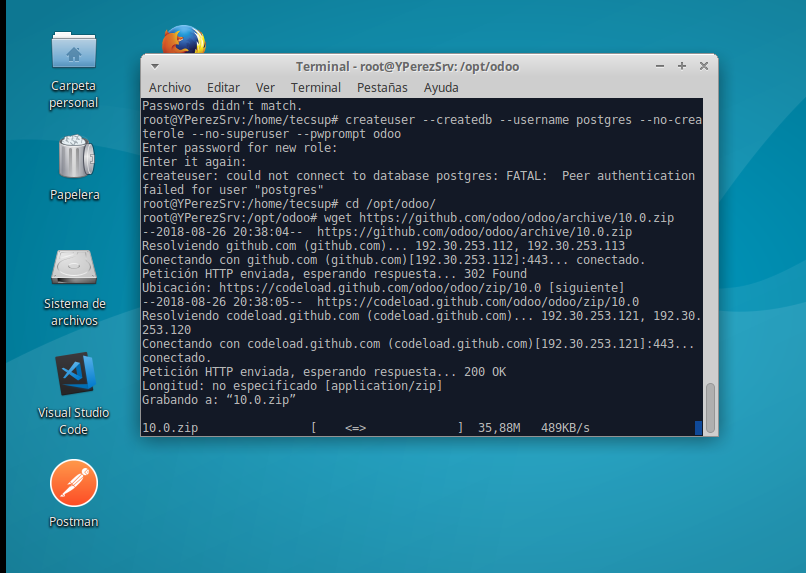 Carpeta
personal
Papelera
Sistema de
archivos
Visual Studio
Code
Postman
Terminal - root@YPerezSrv: /opt/odoo
Archivo Editar Ver Terminal Pestañas Ayuda
Passwords didn't match.
root@YPerezSrv:/home/tecsup# createuser --createdb --username postgres --no-crea
terole --no-superuser --pwprompt odoo
Enter password for new role:
Enter it again:
createuser: could not connect to database postgres: FATAL:  Peer authentication
failed for user "postgres"
root@YPerezSrv:/home/tecsup# cd /opt/odoo/
root@YPerezSrv:/opt/odoo# wget https://github.com/odoo/odoo/archive/10.0.zip
--2018-08-26 20:38:04--  https://github.com/odoo/odoo/archive/10.0.zip
Resolviendo github.com (github.com)... 192.30.253.112, 192.30.253.113
Conectando con github.com (github.com)[192.30.253.112]:443... conectado.
Petición HTTP enviada, esperando respuesta... 302 Found
Ubicación: https://codeload.github.com/odoo/odoo/zip/10.0 [siguiente]
--2018-08-26 20:38:05--  https://codeload.github.com/odoo/odoo/zip/10.0
Resolviendo codeload.github.com (codeload.github.com)... 192.30.253.121, 192.30.
253.120
Conectando con codeload.github.com (codeload.github.com)[192.30.253.121]:443...
conectado.
Petición HTTP enviada, esperando respuesta... 200 OK
Longitud: no especificado [application/zip]
Grabando a: “10.0.zip”
10.0.zip [ <=> ] 35,88M 489KB/s